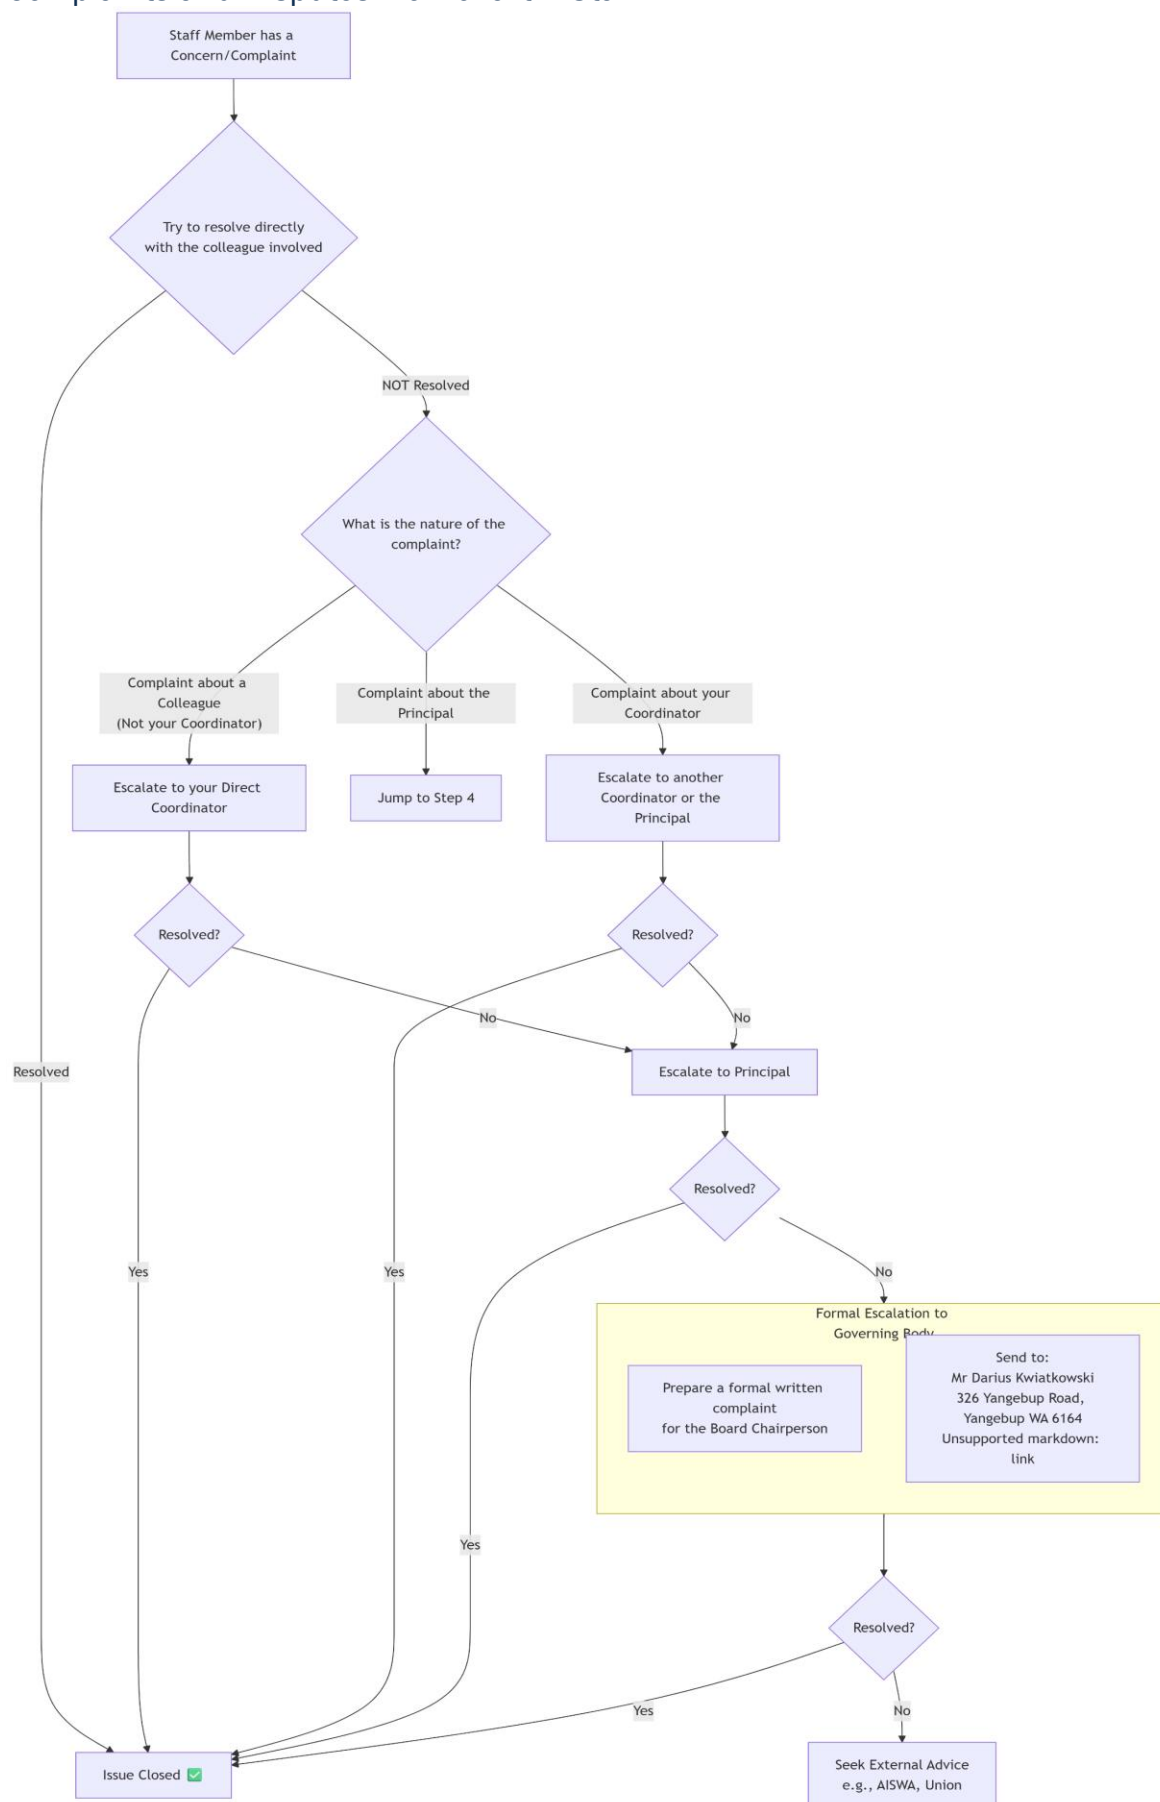 Staff Member has a
Concern/Complaint
Try to resolve directly
with the colleague involved
NOT Resolved
What is the nature of the
complaint?
Complaint about a
Colleague
(Not your Coordinator)
Complaint about the
Principal
Complaint about your
Coordinator
Escalate to your Direct
Coordinator
Jump to Step 4
Escalate to another
Coordinator or the
Principal
Resolved?
Resolved?
No
No
Resolved
Escalate to Principal
Resolved?
Yes
Yes
No
Formal Escalation to
Governing Body
Prepare a formal written
complaint
for the Board Chairperson
Send to:
Mr Darius Kwiatkowski
326 Yangebup Road,
Yangebup WA 6164
Unsupported markdown:
link
Yes
Resolved?
Yes
No
Issue Closed ✅
Seek External Advice
e.g., AISWA, Union